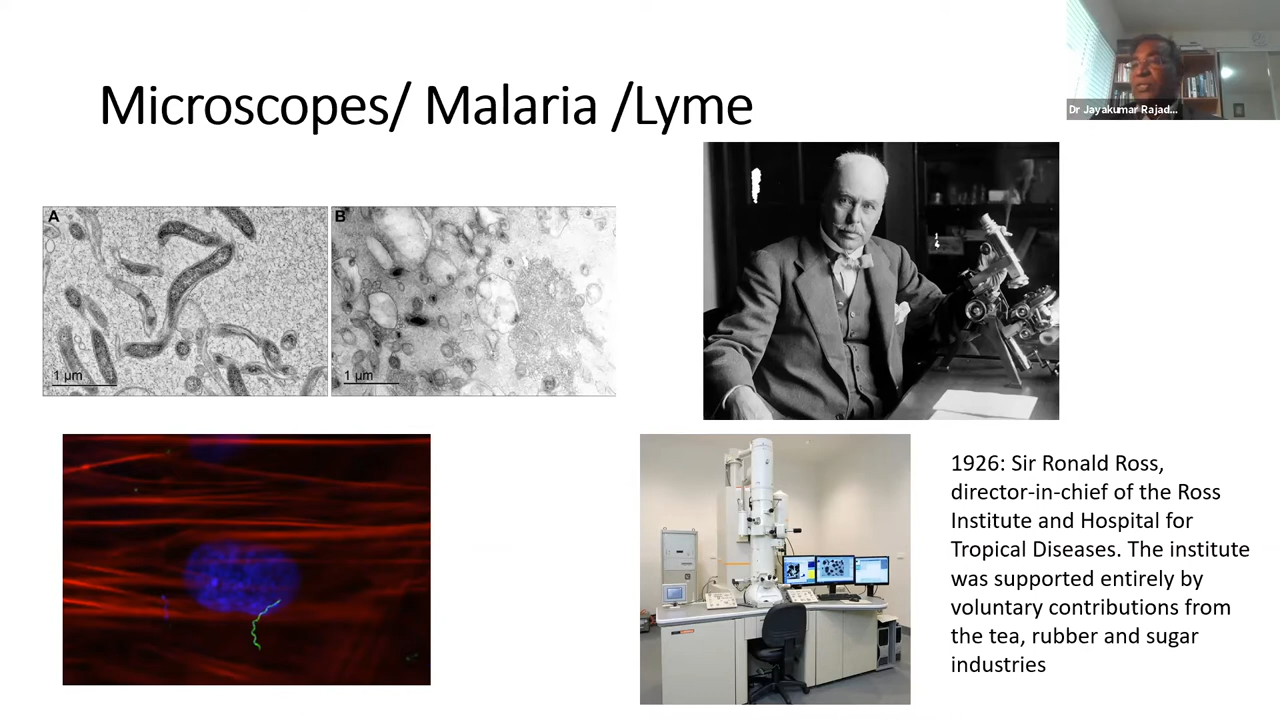 Dr Jayakumar Rajad...
Microscopes/ Malaria /Lyme
A
B
1 µm
1 µm
1926: Sir Ronald Ross,
director-in-chief of the Ross
Institute and Hospital for
Tropical Diseases. The institute
was supported entirely by
voluntary contributions from
the tea, rubber and sugar
industries